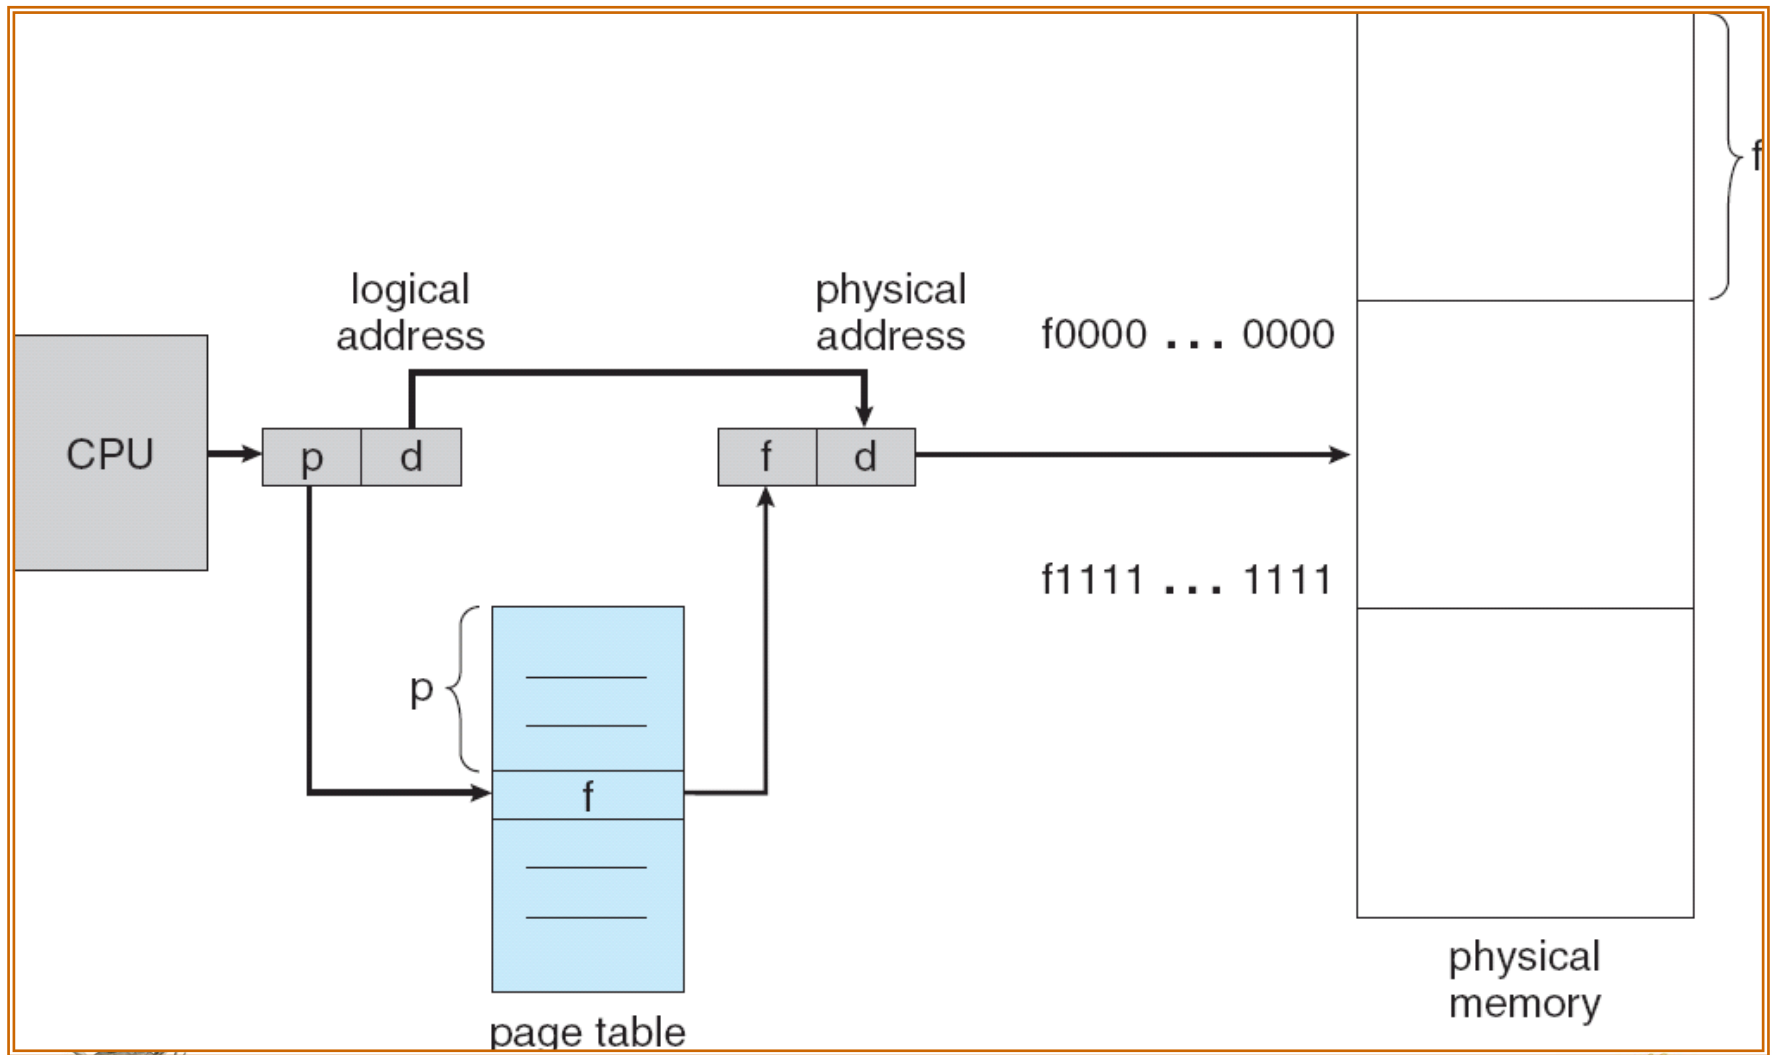 f
logical
address
physical
address
f0000 ... 0000
CPU
p d
f d
f1111 ... 1111
p
f
physical
memory
page table